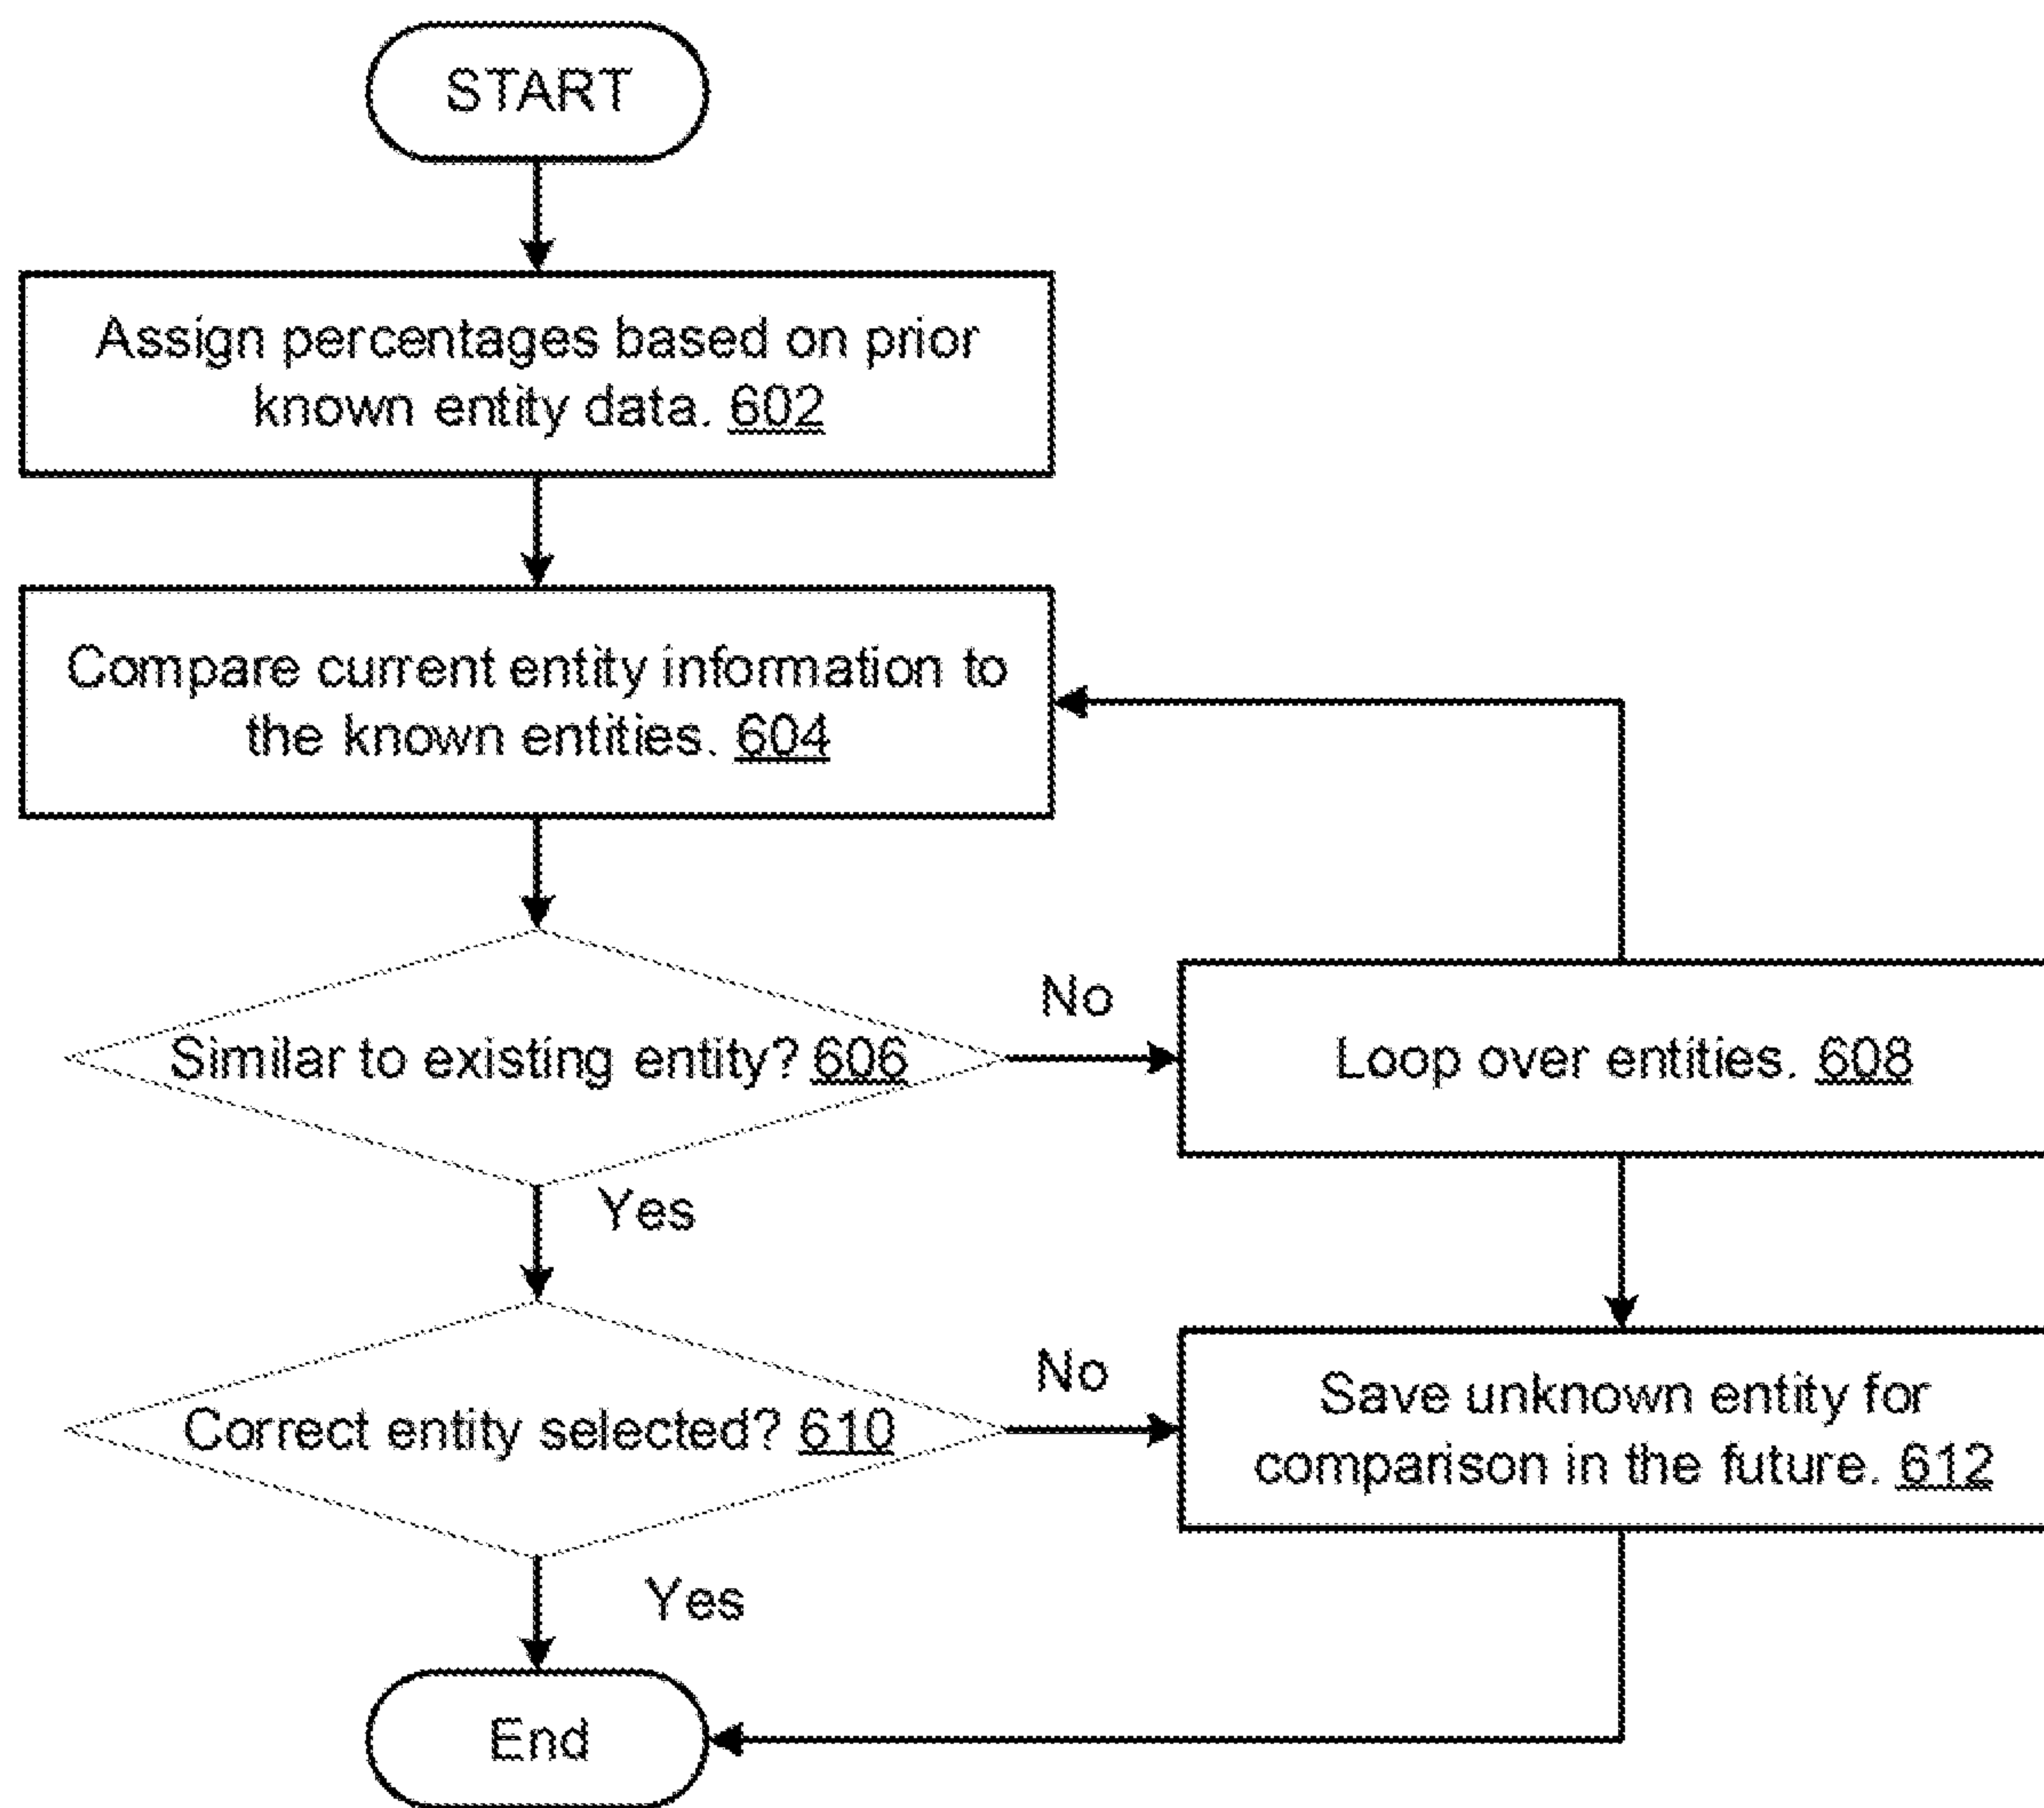 START
Assign percentages based on prior
known entity data. 602
Compare current entity information to
the known entities. 604
Similar to existing entity? 606
No
Loop over entities. 608
Yes
Correct entity selected? 610
No
Save unknown entity for
comparison in the future. 612
Yes
End